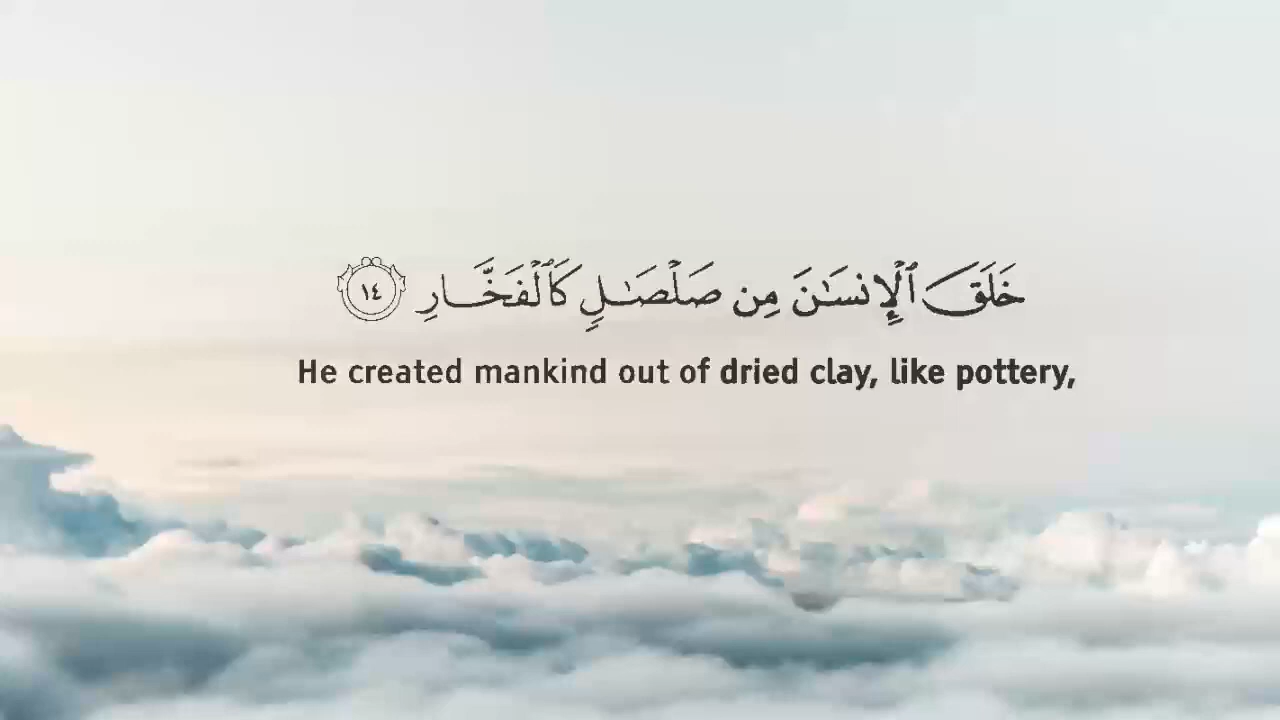 خَلَقَ ٱلْإِنسَـٰنَ مِن صَلْصَـٰلٍ كَٱلْفَخَّارِ ١٤
He created mankind out of dried clay, like pottery,